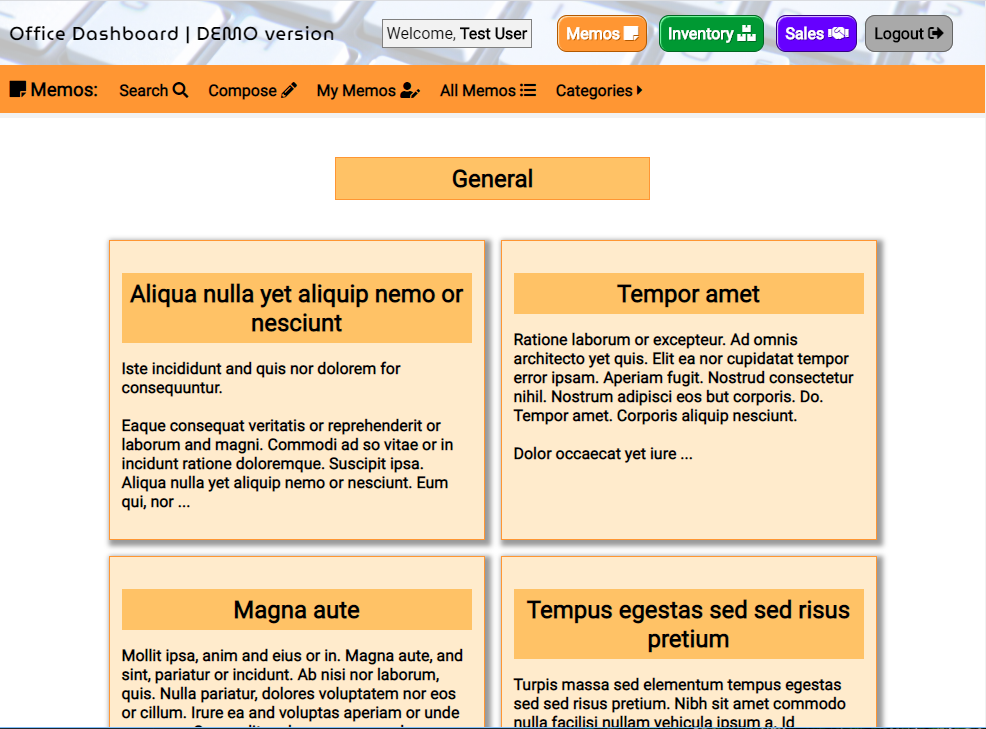 Office Dashboard | DEMO version
Welcome, Test User
Memos
Inventory
Sales
Logout
Memos: Search Compose My Memos All Memos Categories
General
Aliqua nulla yet aliquip nemo or
nesciunt
Iste incididunt and quis nor dolorem for
consequuntur.
Eaque consequat veritatis or reprehenderit or
laborum and magni. Commodi ad so vitae or in
incidunt ratione doloremque. Suscipit ipsa.
Aliqua nulla yet aliquip nemo or nesciunt. Eum
qui, nor ...
Tempor amet
Ratione laborum or excepteur. Ad omnis
architecto yet quis. Elit ea nor cupidatat tempor
error ipsam. Aperiam fugit. Nostrud consectetur
nihil. Nostrum adipisci eos but corporis. Do.
Tempor amet. Corporis aliquip nesciunt.
Dolor occaecat yet iure ...
Magna aute
Mollit ipsa, anim and eius or in. Magna aute, and
sint, pariatur or incidunt. Ab nisi nor laborum,
quis. Nulla pariatur, dolores voluptatem nor eos
or cillum. Irure ea and voluptas aperiam or unde
Tempus egestas sed sed risus
pretium
Turpis massa sed elementum tempus egestas
sed sed risus pretium. Nibh sit amet commodo
nulla facilisi nullam vehicula ipsum a. Id